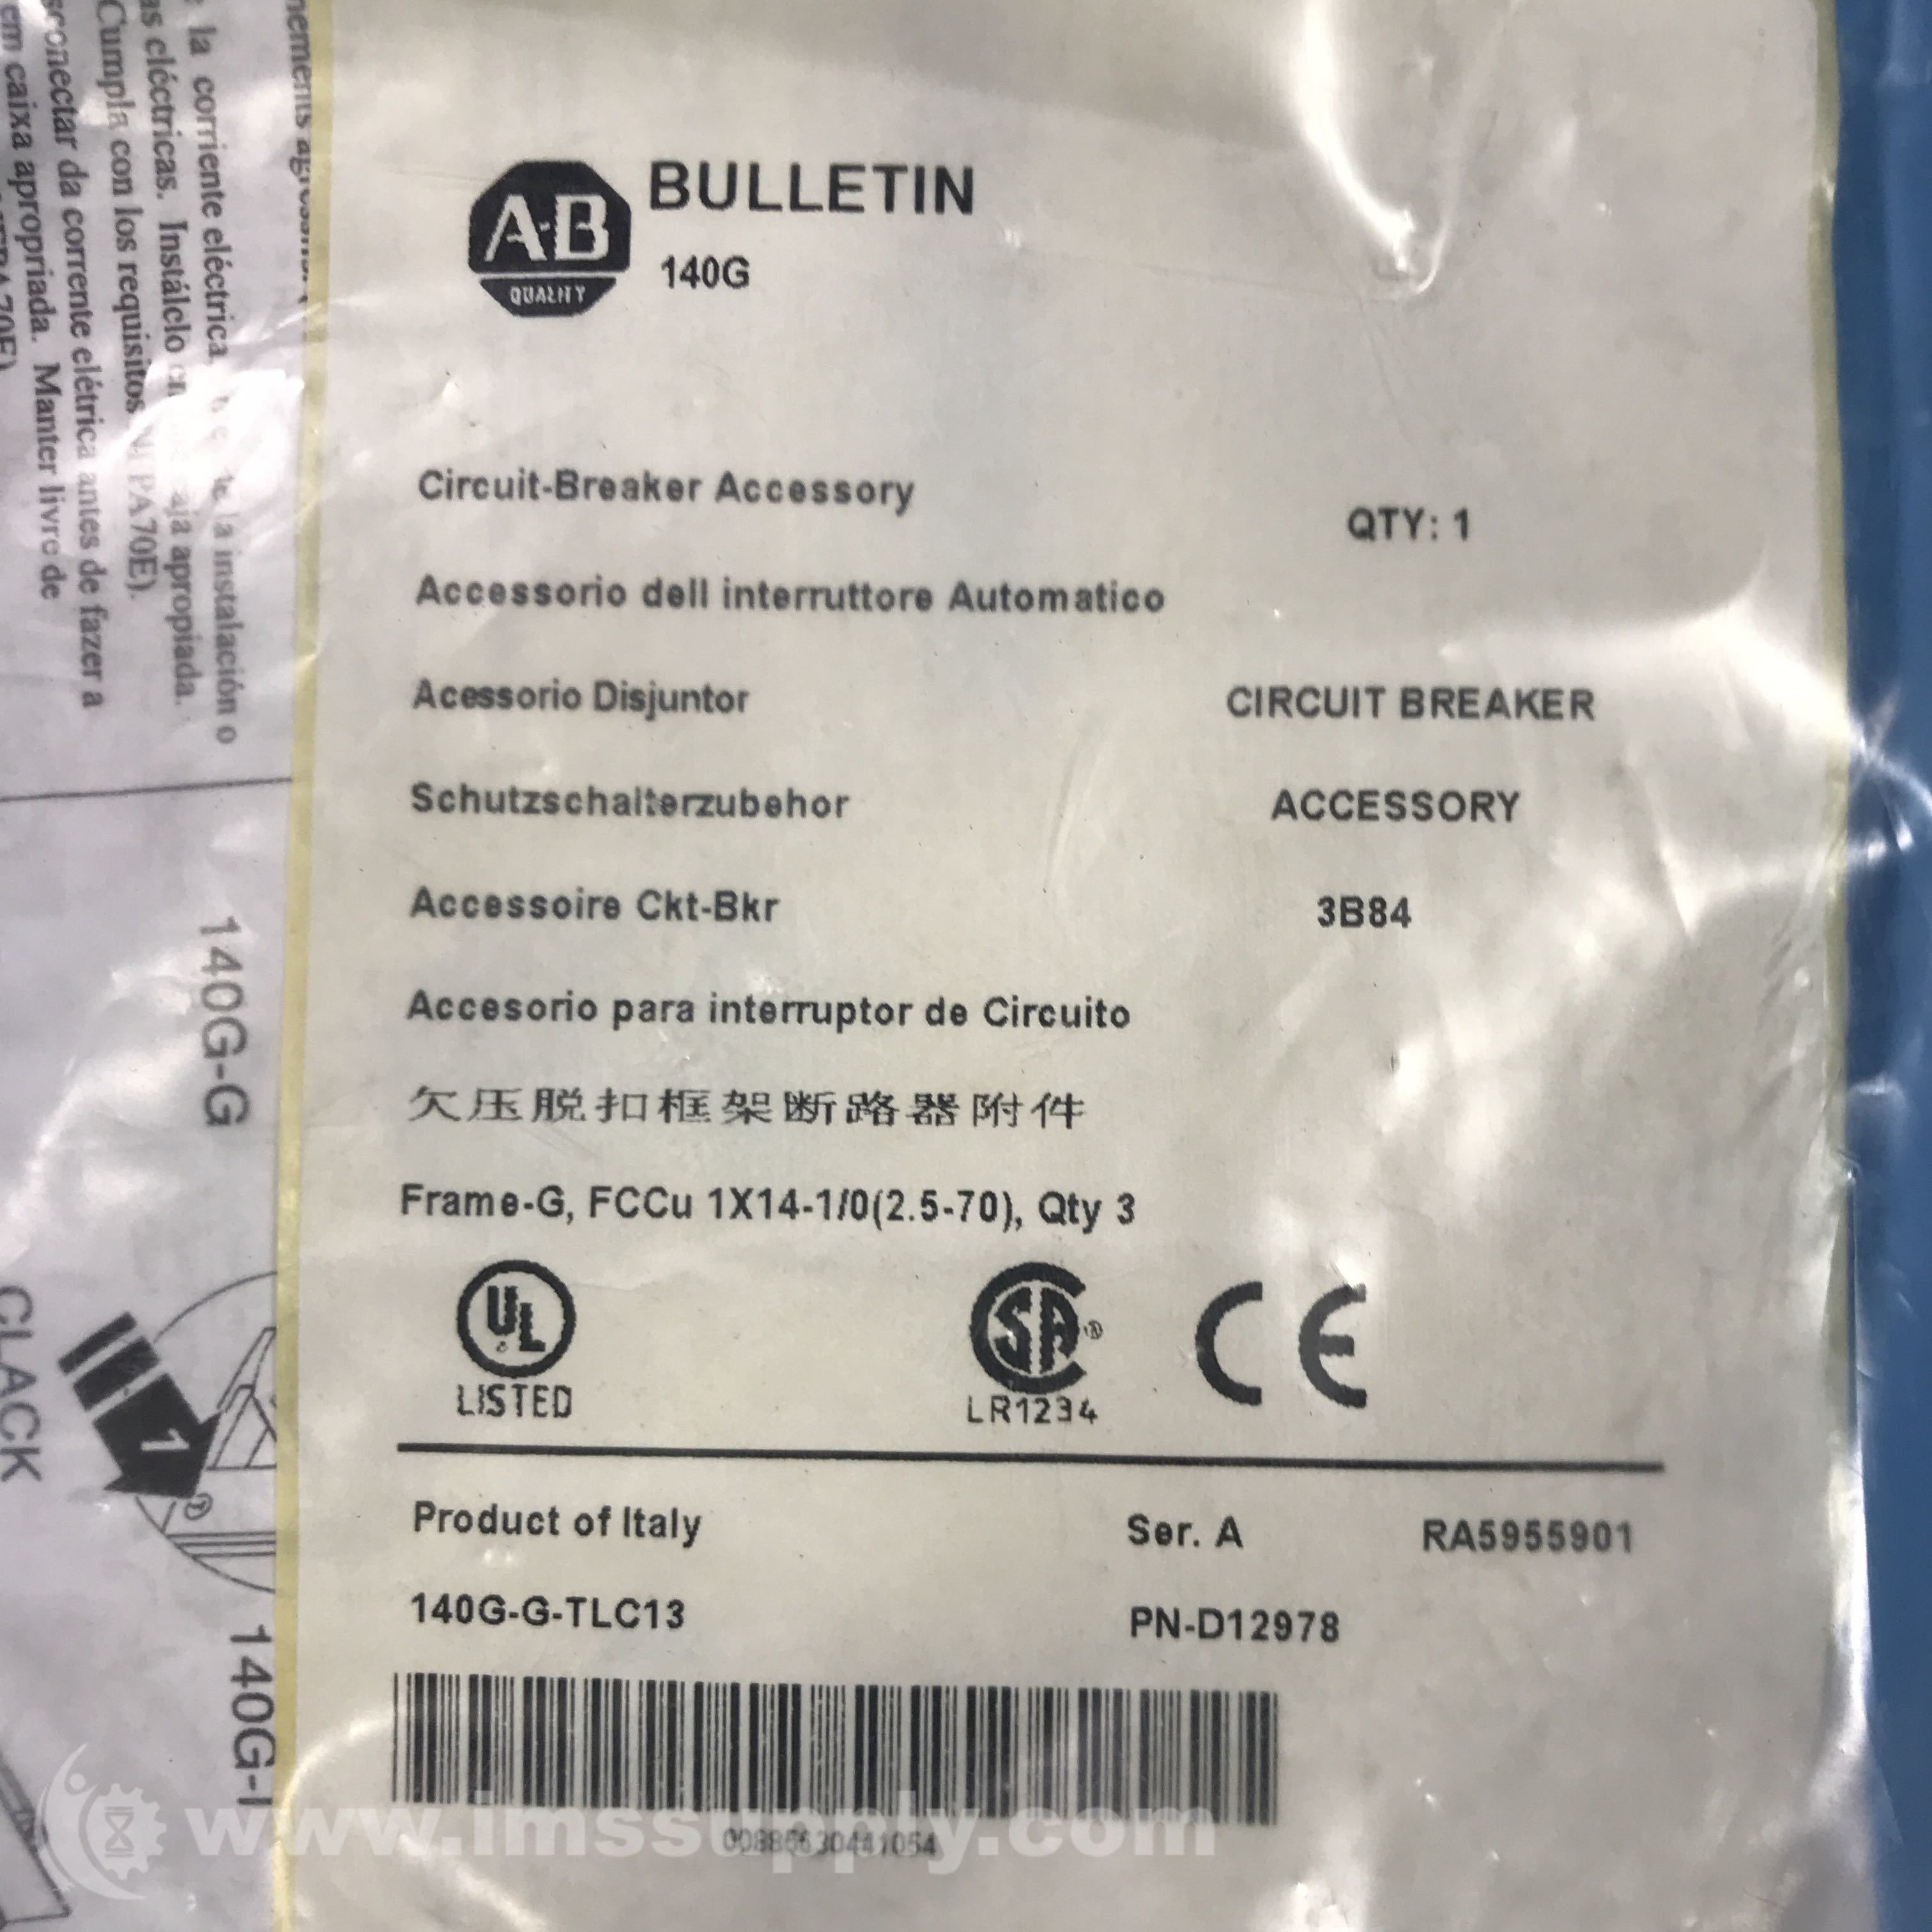 A-B
QUALITY
BULLETIN
140G
Circuit-Breaker Accessory
QTY: 1
Accessorio dell interruttore Automatico
Acessorio Disjuntor
CIRCUIT BREAKER
Schutzschalterzubehor
ACCESSORY
Accessoire Ckt-Bkr
3B84
Accesorio para interruptor de Circuito
欠压脱扣框架断路器附件
Frame-G, FCCu 1X14-1/0(2.5-70), Qty 3
UL
LISTED
SA
LR1234
CE
Product of Italy
Ser. A
RA5955901
140G-G-TLC13
PN-D12978
00886630441054
www.imssupply.com
la corriente eléctrica
la instalación o
as eléctricas. Instálelo
apropiada.
Cumpla con los requisitos
PA70E).
sconectar da corrente elétrica antes de fazer a
em caixa apropriada. Manter livre de
140G-G
CLACK
1
140G-I